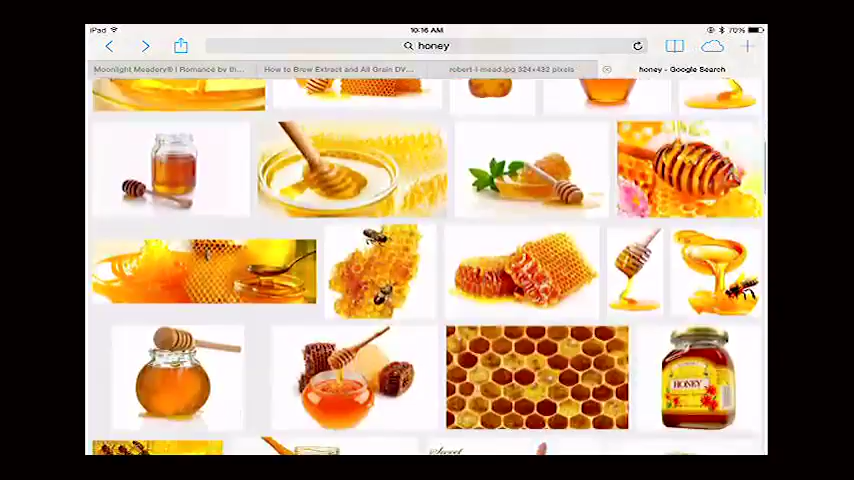 iPad 10:16 AM 70%
honey
Moonlight Meadery® | Romance by th... How to Brew Extract and All Grain DV... robert-l-mead.jpg 324×432 pixels honey - Google Search
HONEY
Sweet